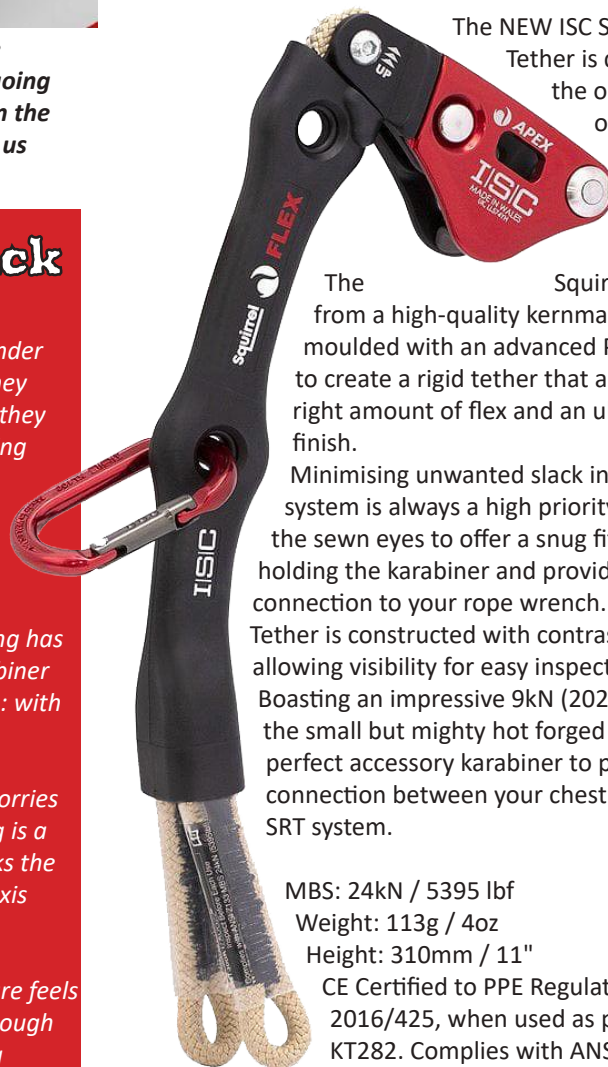 going
n the
us
ck
nder
hey
they
ng
ng has
biner
: with
orries
g is a
ks the
xis
re feels
ough
The NEW ISC S
Tether is
the o
o
UP
APEX
ISC
MADE IN WALES
Squirrel FLEX
ISC
The Squir
from a high-quality kernma
moulded with an advanced P
to create a rigid tether that a
right amount of flex and an u
finish.
Minimising unwanted slack in
system is always a high priority
the sewn eyes to offer a snug fi
holding the karabiner and provid
connection to your rope wrench.
Tether is constructed with contras
allowing visibility for easy inspect
Boasting an impressive 9kN (202
the small but mighty hot forged
perfect accessory karabiner to p
connection between your chest
SRT system.
MBS: 24kN / 5395 lbf
Weight: 113g / 4oz
Height: 310mm / 11"
CE Certified to PPE Regulat
2016/425, when used as p
KT282. Complies with ANS